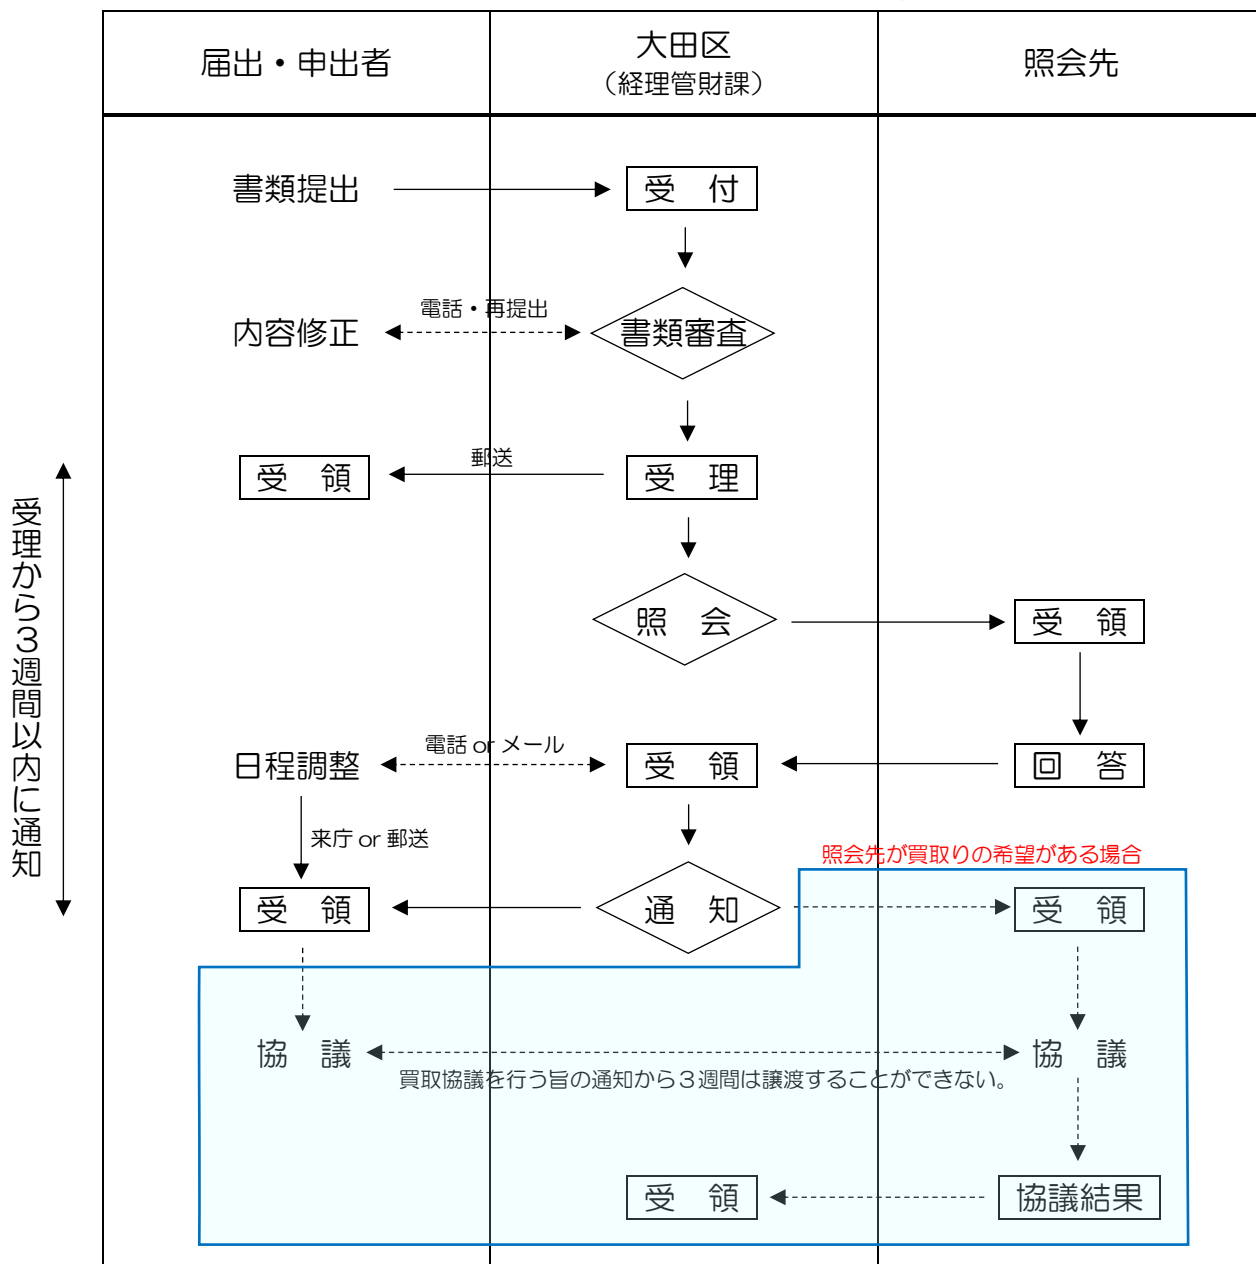 届出・申出者
大田区
（経理管財課）
照会先
書類提出
受　付
電話・再提出
内容修正
書類審査
郵送
受　領
受　理
照　会
受　領
受理から３週間以内に通知
電話 or メール
日程調整
受　領
回　答
来庁 or 郵送
照会先が買取りの希望がある場合
受　領
通　知
受　領
協　議
協　議
買取協議を行う旨の通知から３週間は譲渡することができない。
受　領
協議結果